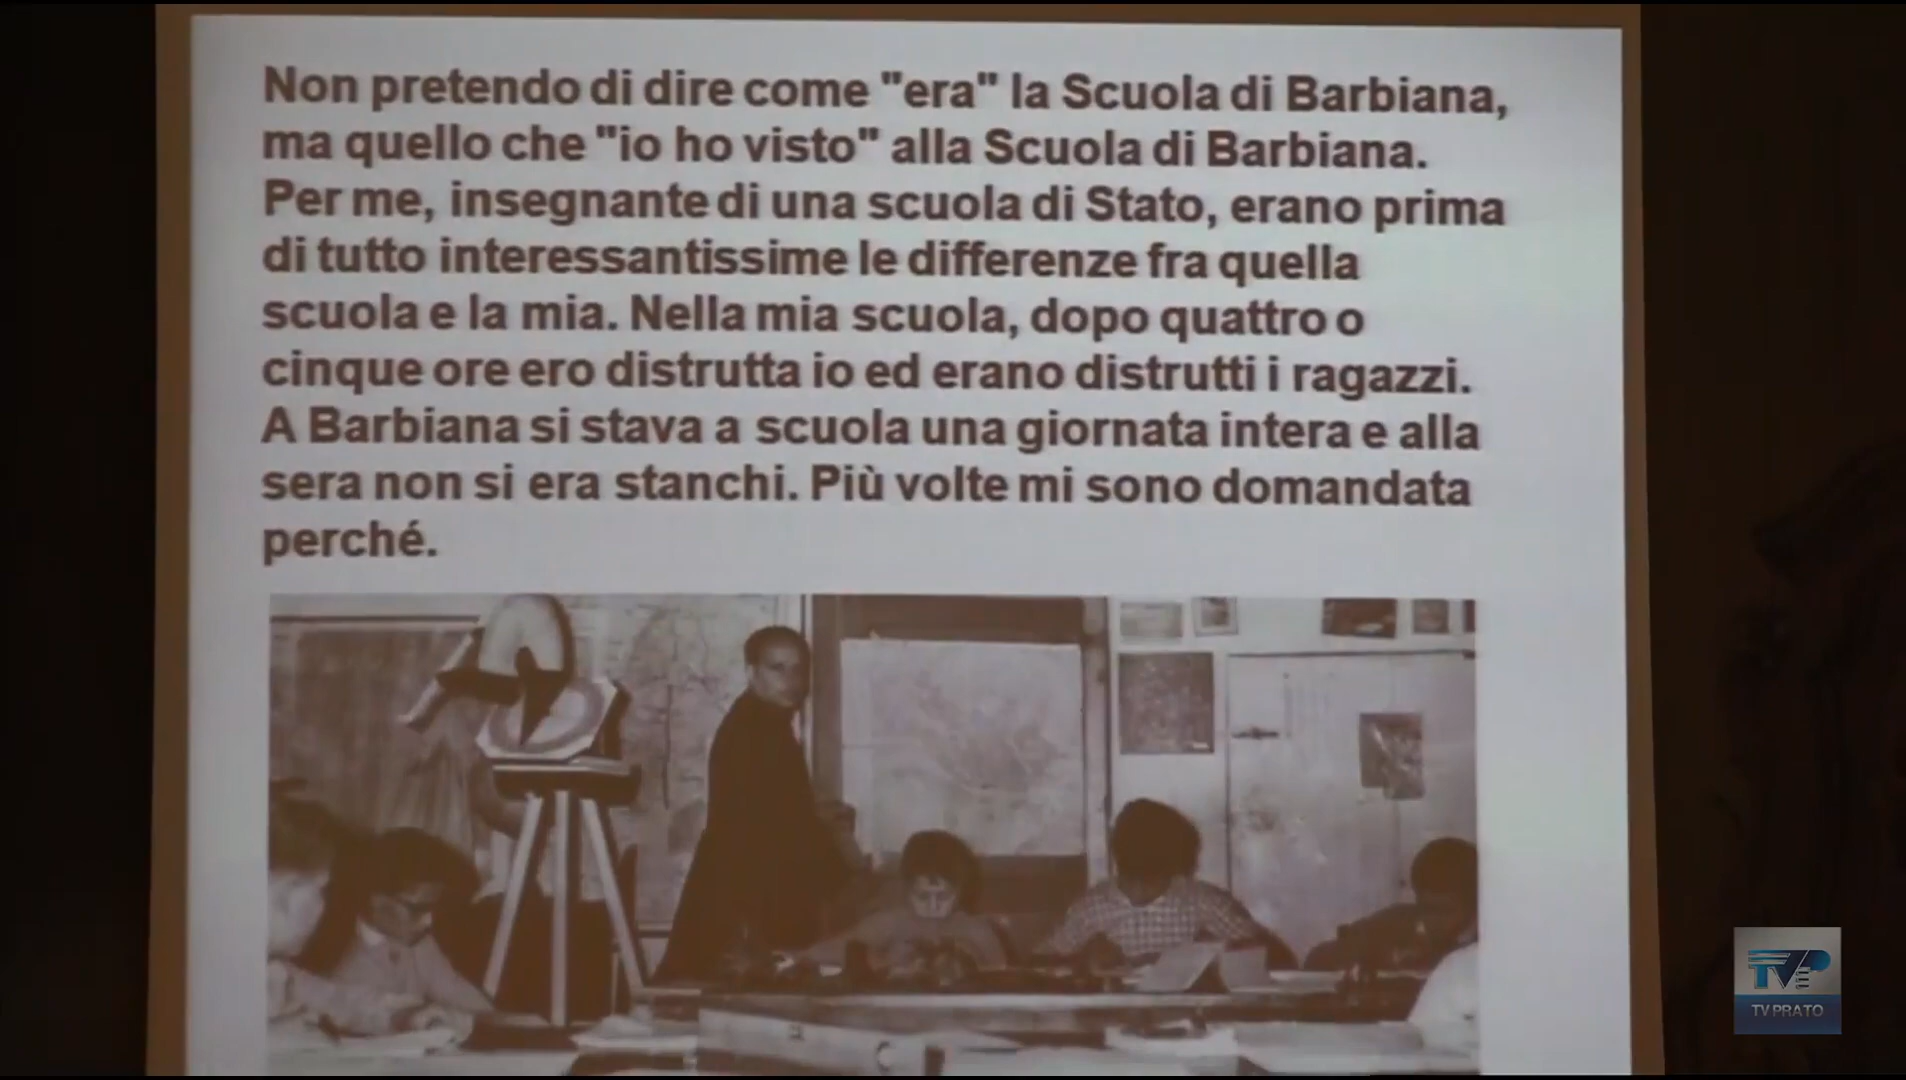 Non pretendo di dire come "era" la Scuola di Barbiana,
ma quello che "io ho visto" alla Scuola di Barbiana.
Per me, insegnante di una scuola di Stato, erano prima
di tutto interessantissime le differenze fra quella
scuola e la mia. Nella mia scuola, dopo quattro o
cinque ore ero distrutta io ed erano distrutti i ragazzi.
A Barbiana si stava a scuola una giornata intera e alla
sera non si era stanchi. Più volte mi sono domandata
perché.
TVP
TV PRATO